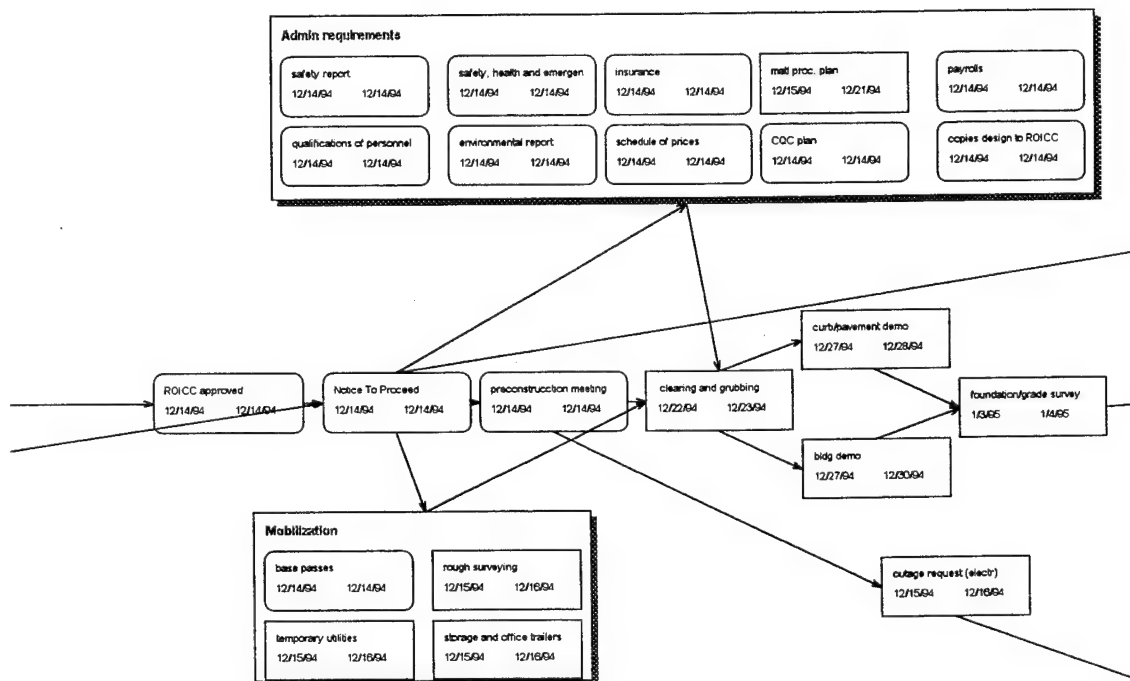 Admin requirements
safety report
12/14/94 12/14/94
safety, health and emergen
12/14/94 12/14/94
insurance
12/14/94 12/14/94
matl proc. plan
12/15/94 12/21/94
payrolls
12/14/94 12/14/94
qualifications of personnel
12/14/94 12/14/94
environmental report
12/14/94 12/14/94
schedule of prices
12/14/94 12/14/94
CQC plan
12/14/94 12/14/94
copies design to ROICC
12/14/94 12/14/94
ROICC approved
12/14/94 12/14/94
Notice To Proceed
12/14/94 12/14/94
preconstrucction meeting
12/14/94 12/14/94
clearing and grubbing
12/22/94 12/23/94
curb/pavement demo
12/27/94 12/28/94
bldg demo
12/27/94 12/30/94
foundation/grade survey
1/3/95 1/4/95
Mobilization
base passes
12/14/94 12/14/94
rough surveying
12/15/94 12/16/94
temporary utilities
12/15/94 12/16/94
storage and office trailers
12/15/94 12/16/94
outage request (electr)
12/15/94 12/16/94